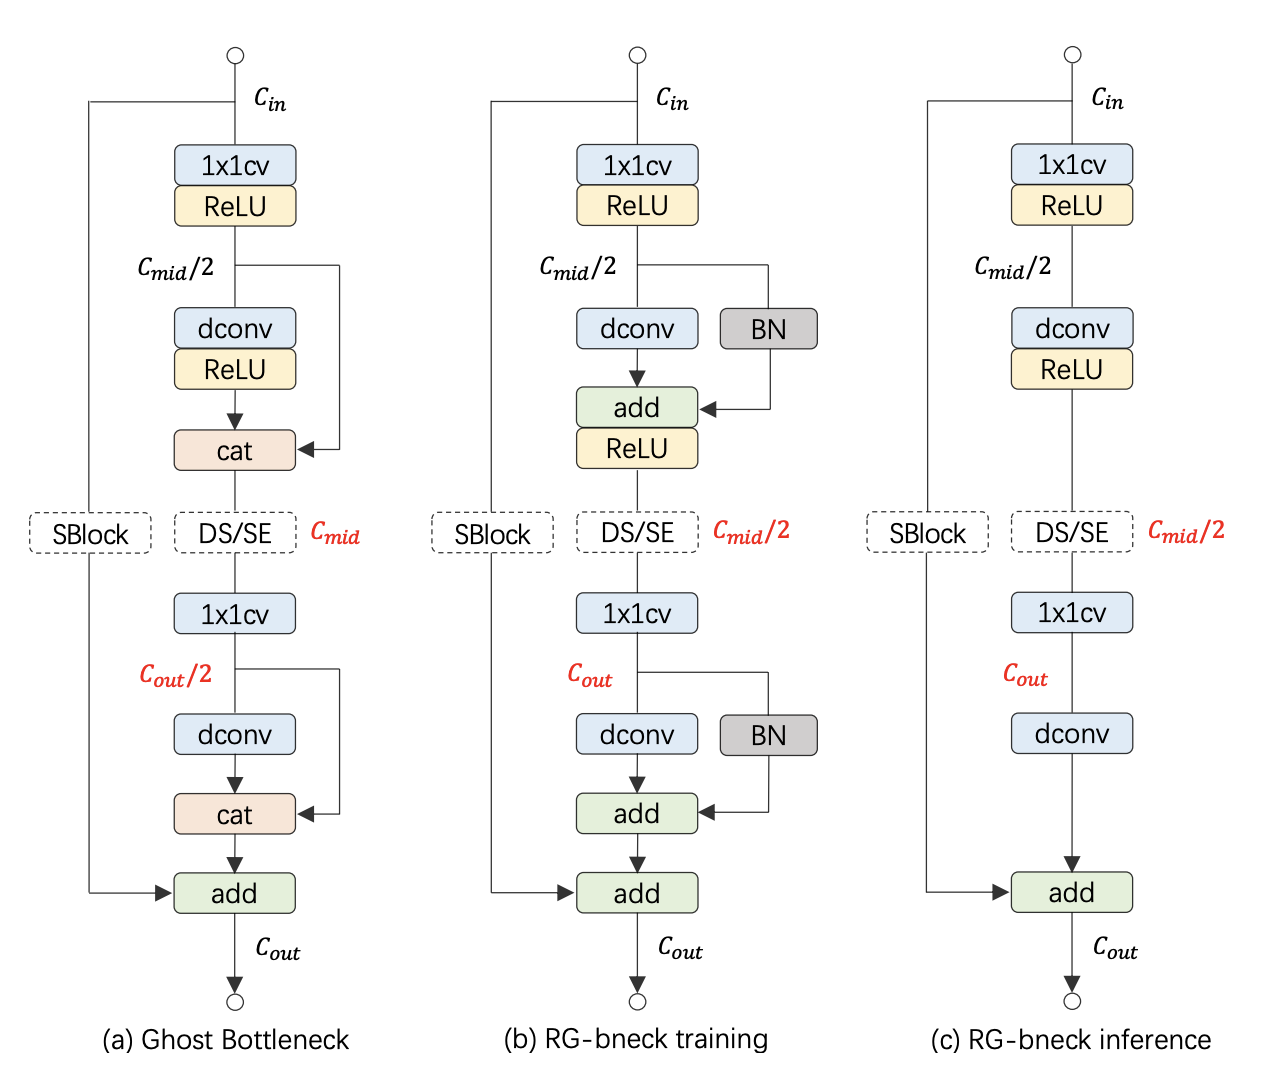 C_in
1x1cv
ReLU
C_mid/2
dconv
ReLU
cat
SBlock
DS/SE
C_mid
1x1cv
C_out/2
dconv
cat
add
C_out
(a) Ghost Bottleneck
C_in
1x1cv
ReLU
C_mid/2
dconv
BN
add
ReLU
SBlock
DS/SE
C_mid/2
1x1cv
C_out
dconv
BN
add
add
C_out
(b) RG-bneck training
C_in
1x1cv
ReLU
C_mid/2
dconv
ReLU
SBlock
DS/SE
C_mid/2
1x1cv
C_out
dconv
add
C_out
(c) RG-bneck inference